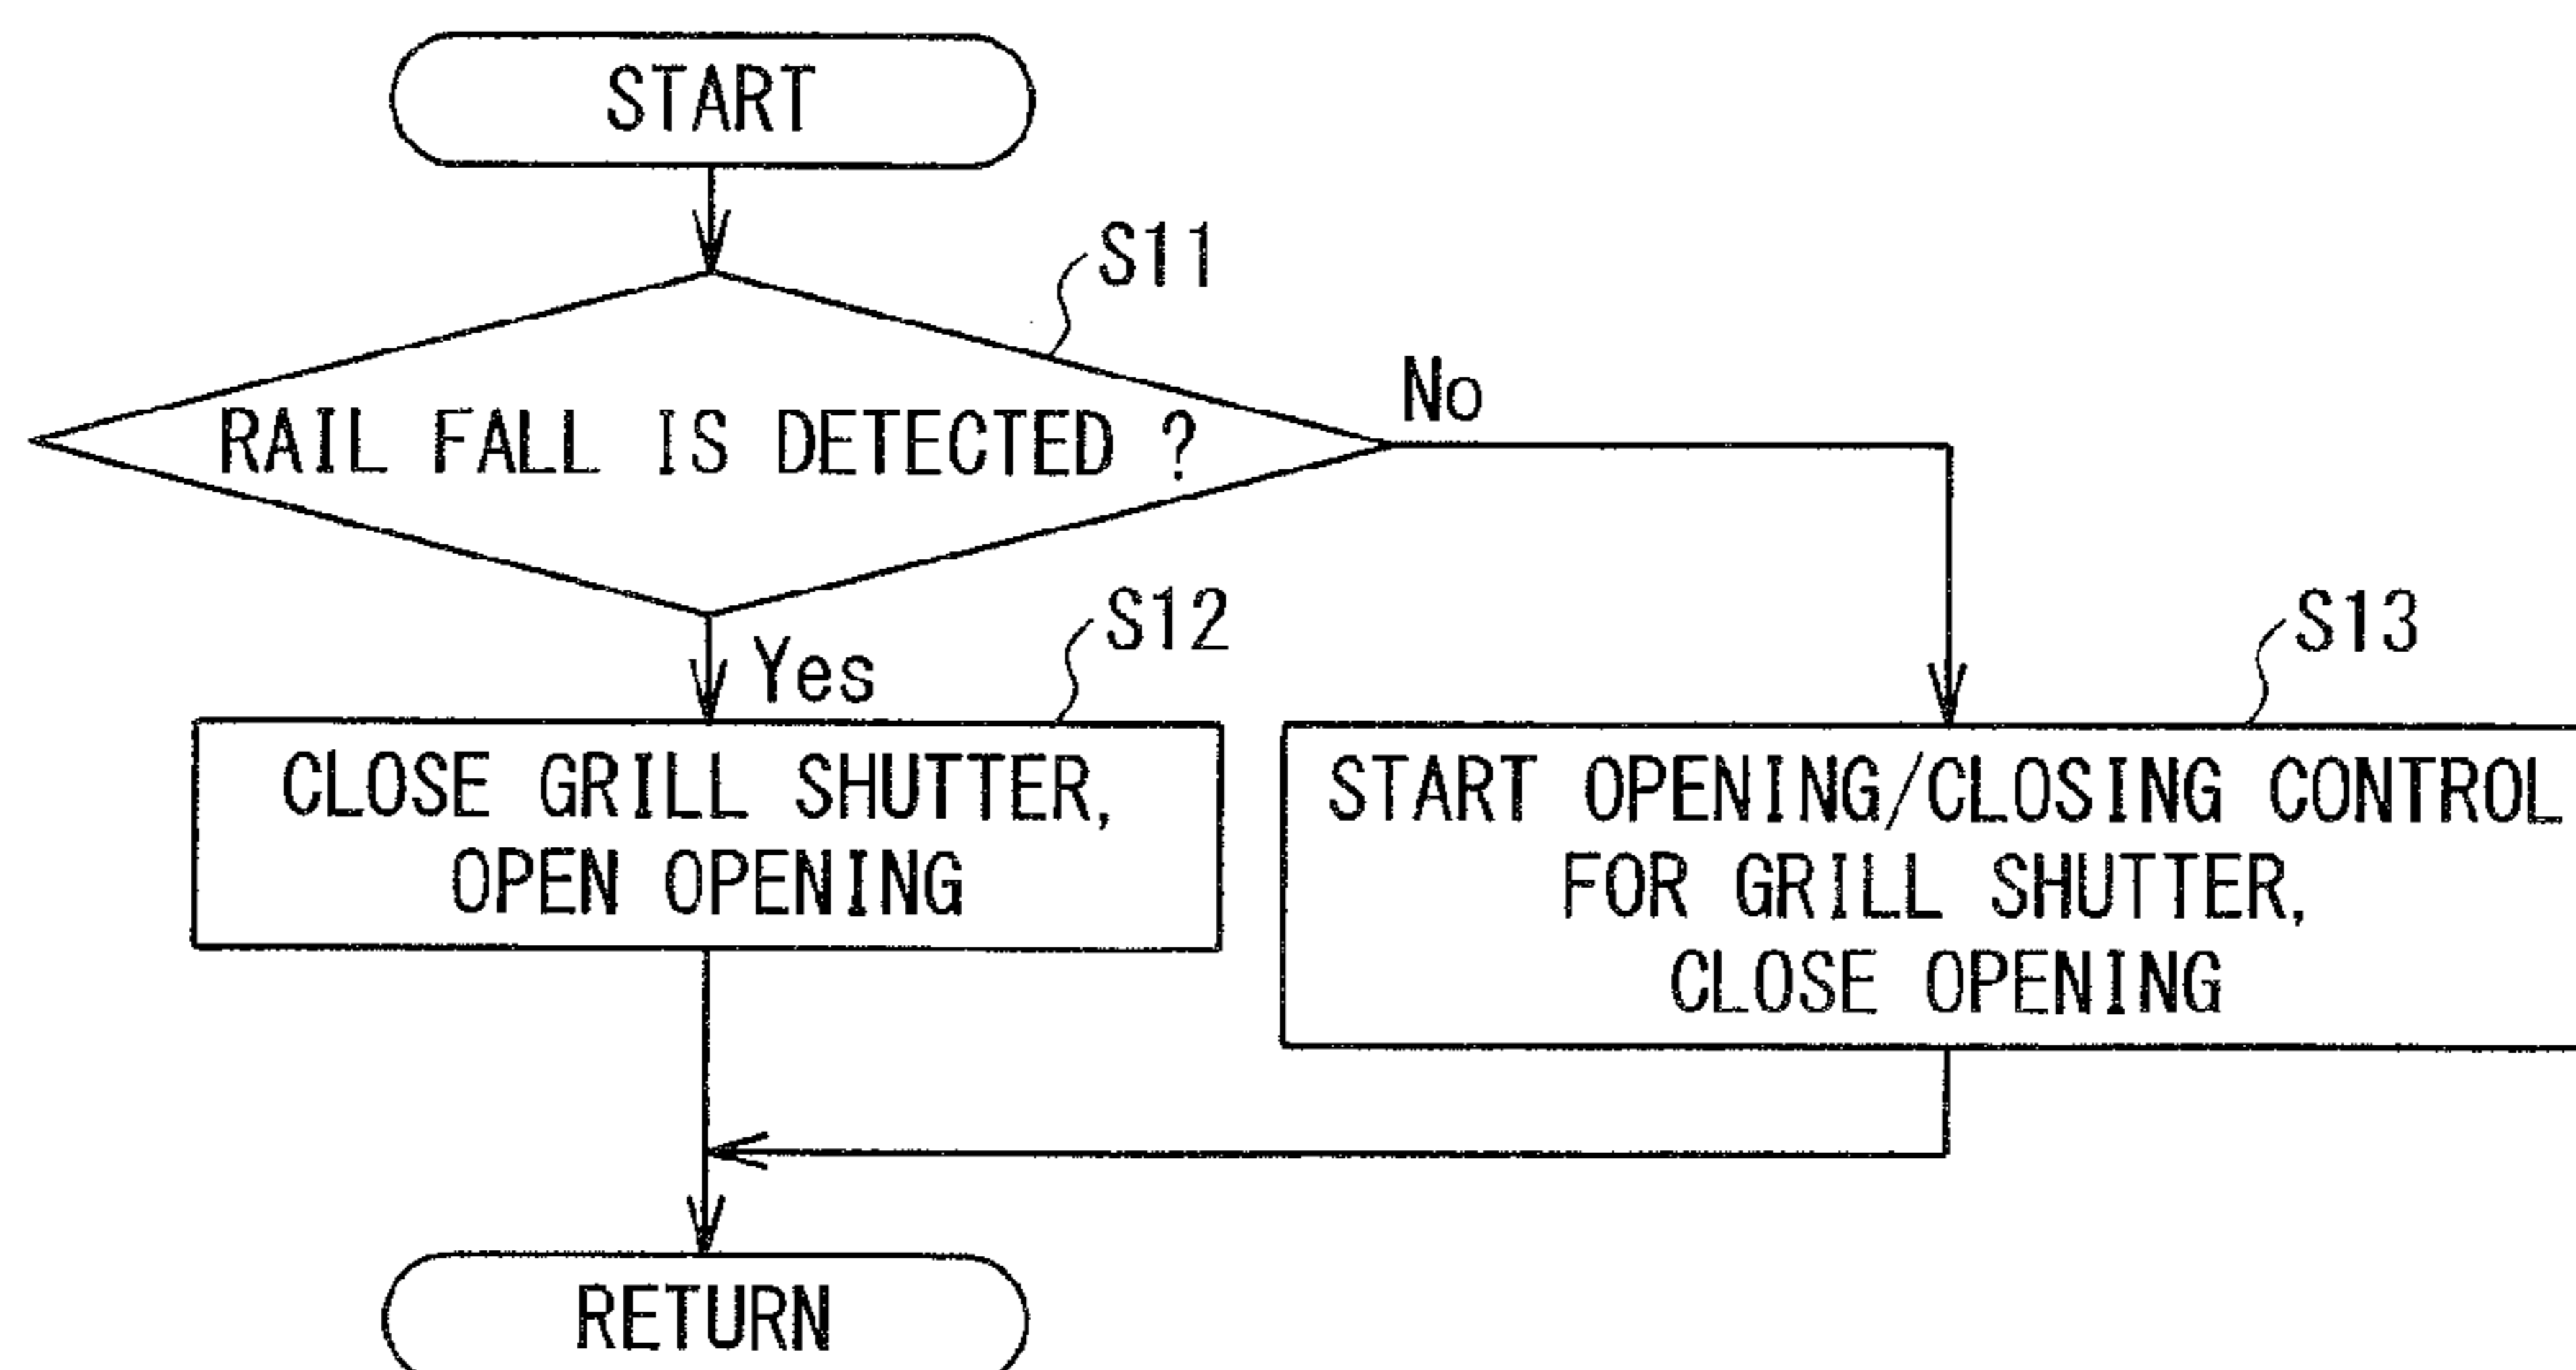 START
S11
RAIL FALL IS DETECTED ?
No
Yes
S12
S13
CLOSE GRILL SHUTTER,
OPEN OPENING
START OPENING/CLOSING CONTROL
FOR GRILL SHUTTER,
CLOSE OPENING
RETURN